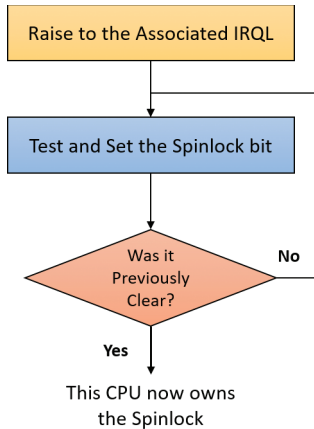 Raise to the Associated IRQL
Test and Set the Spinlock bit
Was it
Previously
Clear?
No
Yes
This CPU now owns
the Spinlock